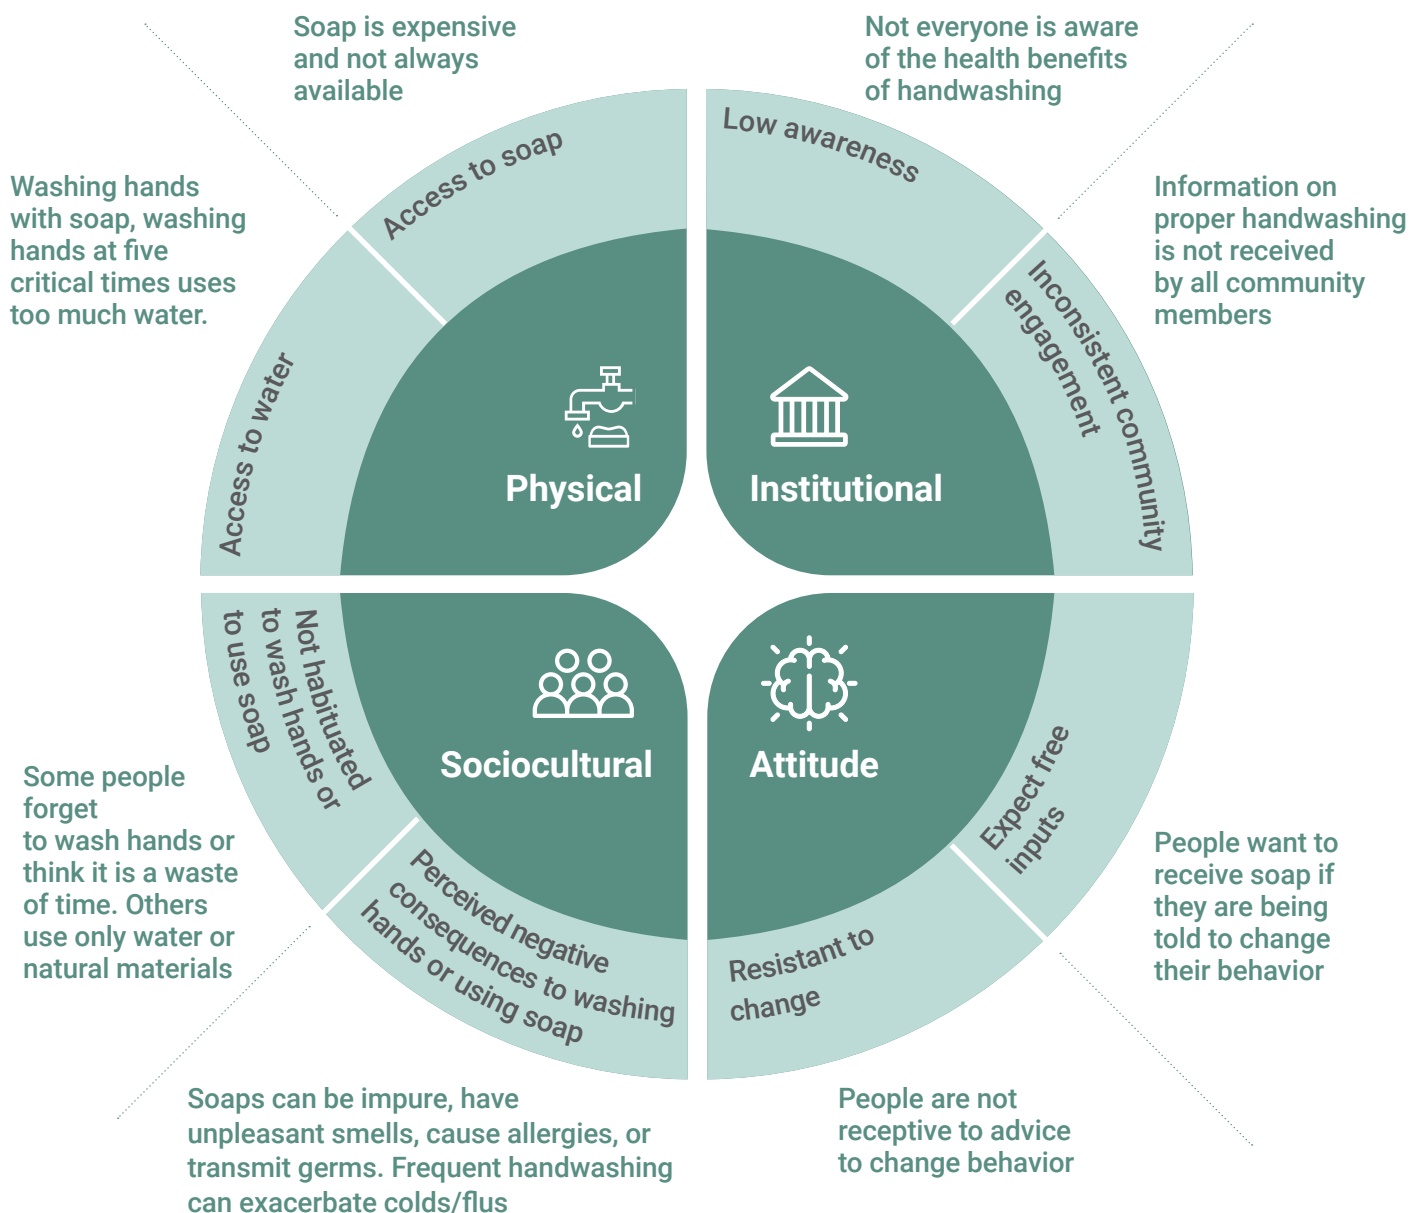 Soap is expensive
and not always
available
Not everyone is aware
of the health benefits
of handwashing
Washing hands
with soap, washing
hands at five
critical times uses
too much water.
Information on
proper handwashing
is not received
by all community
members
Access to soap
Low awareness
Access to water
Inconsistent community
engagement
Physical
Institutional
Sociocultural
Attitude
Not habituated
to wash hands or
to use soap
Perceived negative
consequences to washing
hands or using soap
Expect free
inputs
Resistant to
change
Some people
forget
to wash hands or
think it is a waste
of time. Others
use only water or
natural materials
People want to
receive soap if
they are being
told to change
their behavior
Soaps can be impure, have
unpleasant smells, cause allergies, or
transmit germs. Frequent handwashing
can exacerbate colds/flus
People are not
receptive to advice
to change behavior